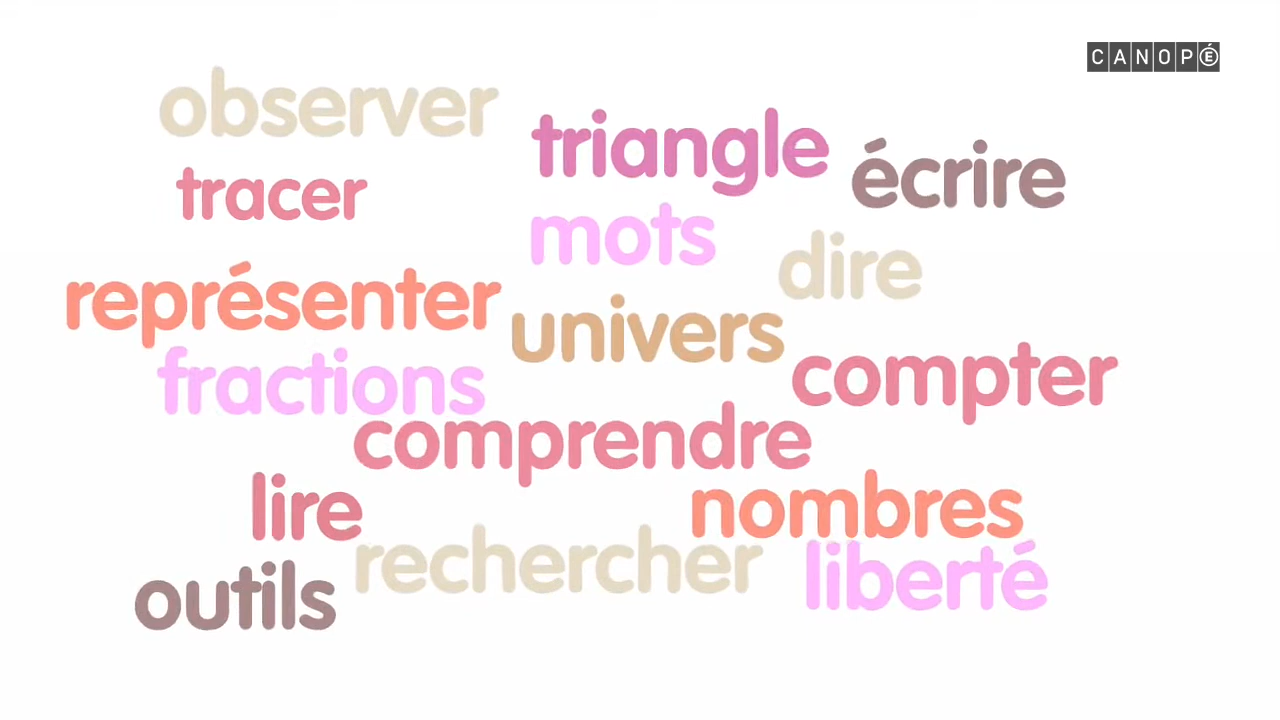 CANOPÉ
observer
triangle
écrire
tracer
mots
dire
représenter
univers
fractions
compter
comprendre
lire
nombres
rechercher
liberté
outils